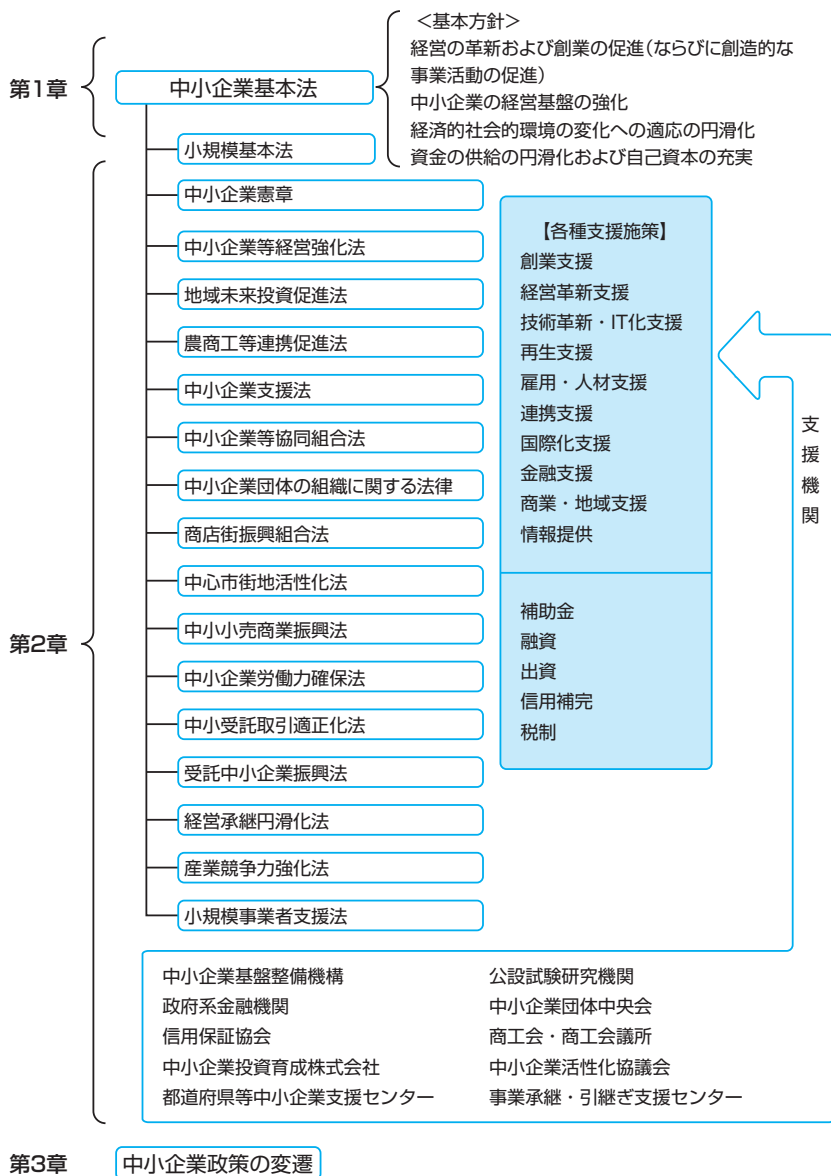 <基本方針>
経営の革新および創業の促進(ならびに創造的な
事業活動の促進)
中小企業の経営基盤の強化
経済的社会的環境の変化への適応の円滑化
資金の供給の円滑化および自己資本の充実
第1章
中小企業基本法
小規模基本法
第2章
中小企業憲章
中小企業等経営強化法
地域未来投資促進法
農商工等連携促進法
中小企業支援法
中小企業等協同組合法
中小企業団体の組織に関する法律
商店街振興組合法
中心市街地活性化法
中小小売商業振興法
中小企業労働力確保法
中小受託取引適正化法
受託中小企業振興法
経営承継円滑化法
産業競争力強化法
小規模事業者支援法
【各種支援施策】
創業支援
経営革新支援
技術革新・IT化支援
再生支援
雇用・人材支援
連携支援
国際化支援
金融支援
商業・地域支援
情報提供
補助金
融資
出資
信用補完
税制
支援機関
中小企業基盤整備機構
政府系金融機関
信用保証協会
中小企業投資育成株式会社
都道府県等中小企業支援センター
公設試験研究機関
中小企業団体中央会
商工会・商工会議所
中小企業活性化協議会
事業承継・引継ぎ支援センター
第3章
中小企業政策の変遷